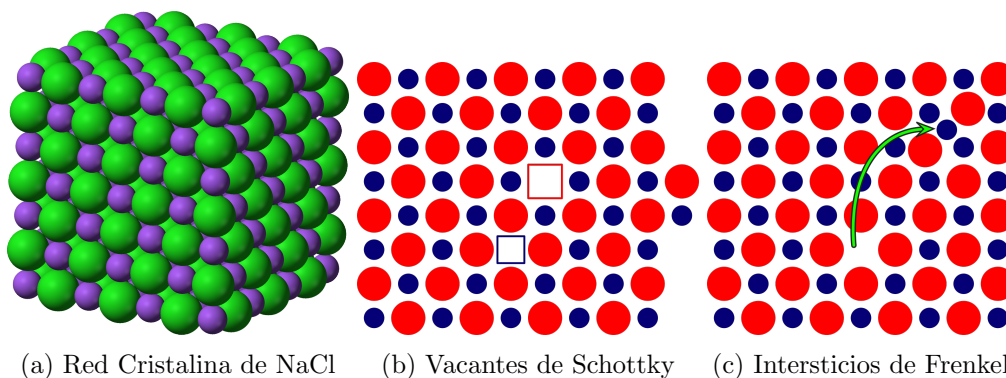 (a) Red Cristalina de NaCl
(b) Vacantes de Schottky
(c) Intersticios de Frenkel